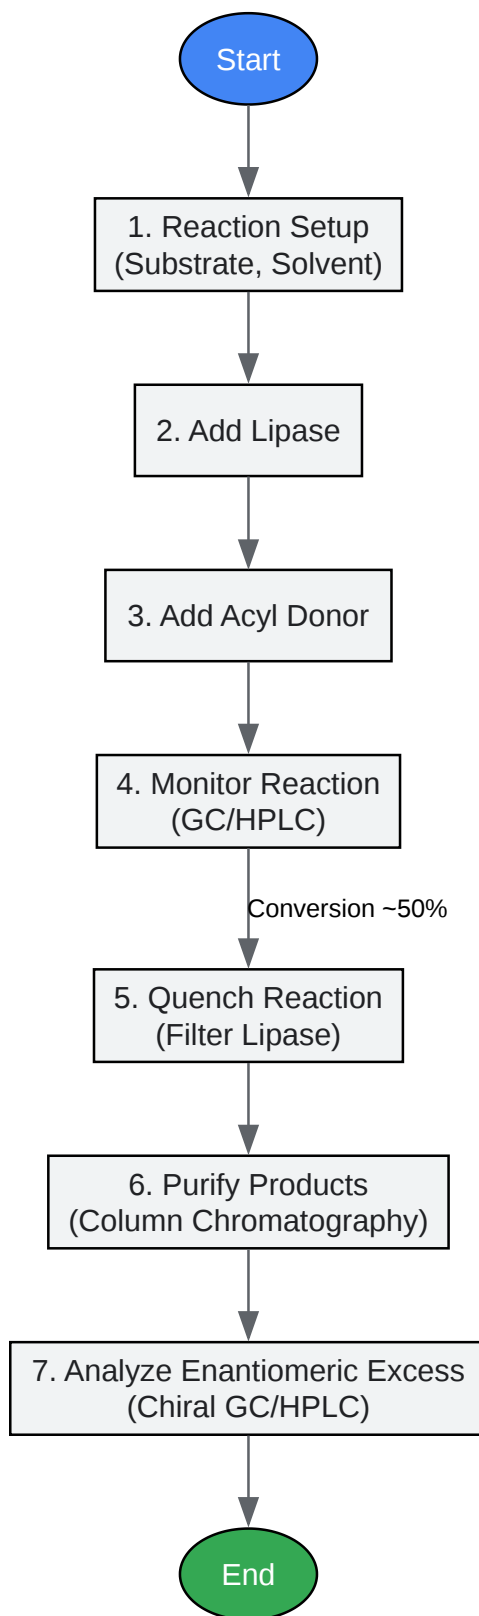 Start
1. Reaction Setup
(Substrate, Solvent)
2. Add Lipase
3. Add Acyl Donor
4. Monitor Reaction
(GC/HPLC)
Conversion ~50%
5. Quench Reaction
(Filter Lipase)
6. Purify Products
(Column Chromatography)
7. Analyze Enantiomeric Excess
(Chiral GC/HPLC)
End